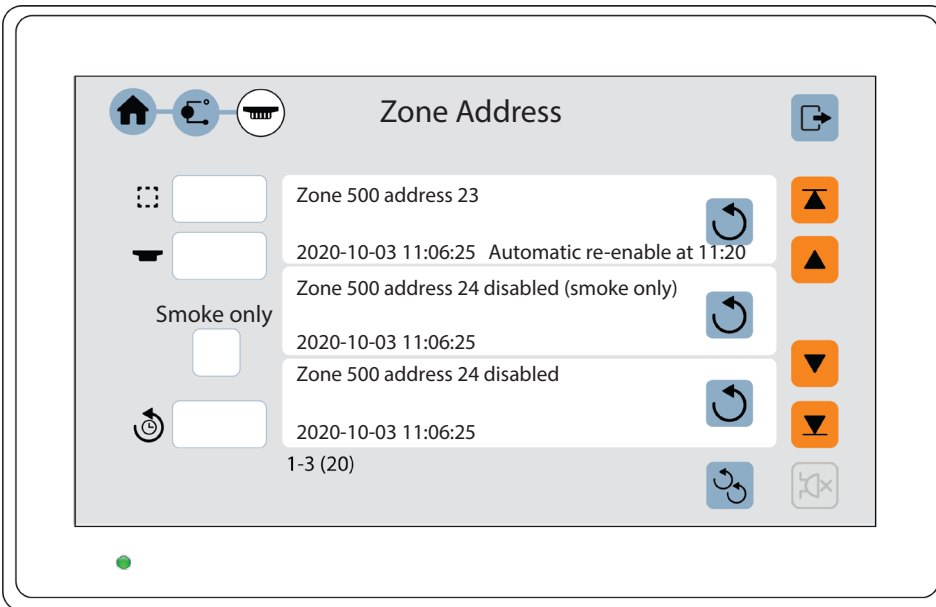 Zone Address
Zone 500 address 23
2020-10-03 11:06:25 Automatic re-enable at 11:20
Zone 500 address 24 disabled (smoke only)
Smoke only
2020-10-03 11:06:25
Zone 500 address 24 disabled
2020-10-03 11:06:25
1-3 (20)